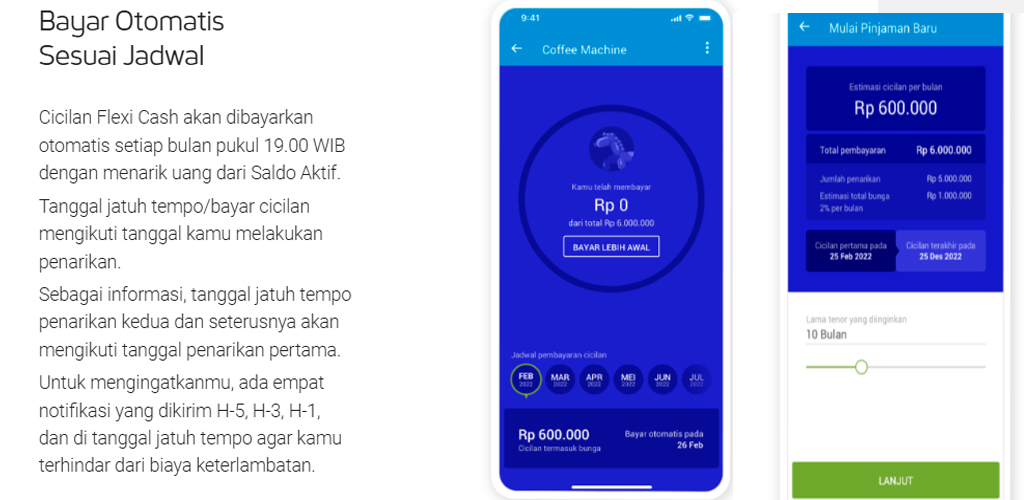 Bayar Otomatis
Sesuai Jadwal
Cicilan Flexi Cash akan dibayarkan
otomatis setiap bulan pukul 19.00 WIB
dengan menarik uang dari Saldo Aktif.
Tanggal jatuh tempo/bayar cicilan
mengikuti tanggal kamu melakukan
penarikan.
Sebagai informasi, tanggal jatuh tempo
penarikan kedua dan seterusnya akan
mengikuti tanggal penarikan pertama.
Untuk mengingatkanmu, ada empat
notifikasi yang dikirim H-5, H-3, H-1,
dan di tanggal jatuh tempo agar kamu
terhindar dari biaya keterlambatan.
9:41
Coffee Machine
Kamu telah membayar
Rp 0
dari total Rp 6.000.000
BAYAR LEBIH AWAL
Jadwal pembayaran cicilan
FEB MAR APR MEI JUN JUL
2022 2022 2022 2022 2022 2022
Rp 600.000 Bayar otomatis pada
Cicilan termasuk bunga 26 Feb
Mulai Pinjaman Baru
Estimasi cicilan per bulan
Rp 600.000
Total pembayaran Rp 6.000.000
Jumlah penarikan Rp 5.000.000
Estimasi total bunga Rp 1.000.000
2% per bulan
Cicilan pertama pada Cicilan terakhir pada
25 Feb 2022 25 Des 2022
Lama tenor yang diinginkan
10 Bulan
LANJUT